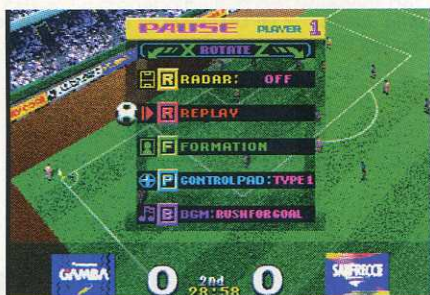 PAUSE PLAYER 1
X ROTATE Z
R RADAR: OFF
R REPLAY
F FORMATION
P CONTROL PAD: TYPE 1
B BGM: RUSH FOR GOAL
GAMBA 0 2nd 0 SANFRECCE
28:58